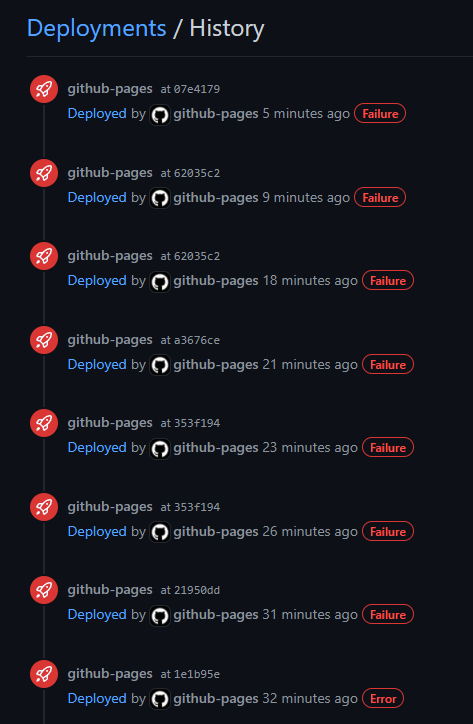 Deployments / History
github-pages at 07e4179
Deployed by github-pages 5 minutes ago Failure
github-pages at 62035c2
Deployed by github-pages 9 minutes ago Failure
github-pages at 62035c2
Deployed by github-pages 18 minutes ago Failure
github-pages at a3676ce
Deployed by github-pages 21 minutes ago Failure
github-pages at 353f194
Deployed by github-pages 23 minutes ago Failure
github-pages at 353f194
Deployed by github-pages 26 minutes ago Failure
github-pages at 21950dd
Deployed by github-pages 31 minutes ago Failure
github-pages at 1e1b95e
Deployed by github-pages 32 minutes ago Error